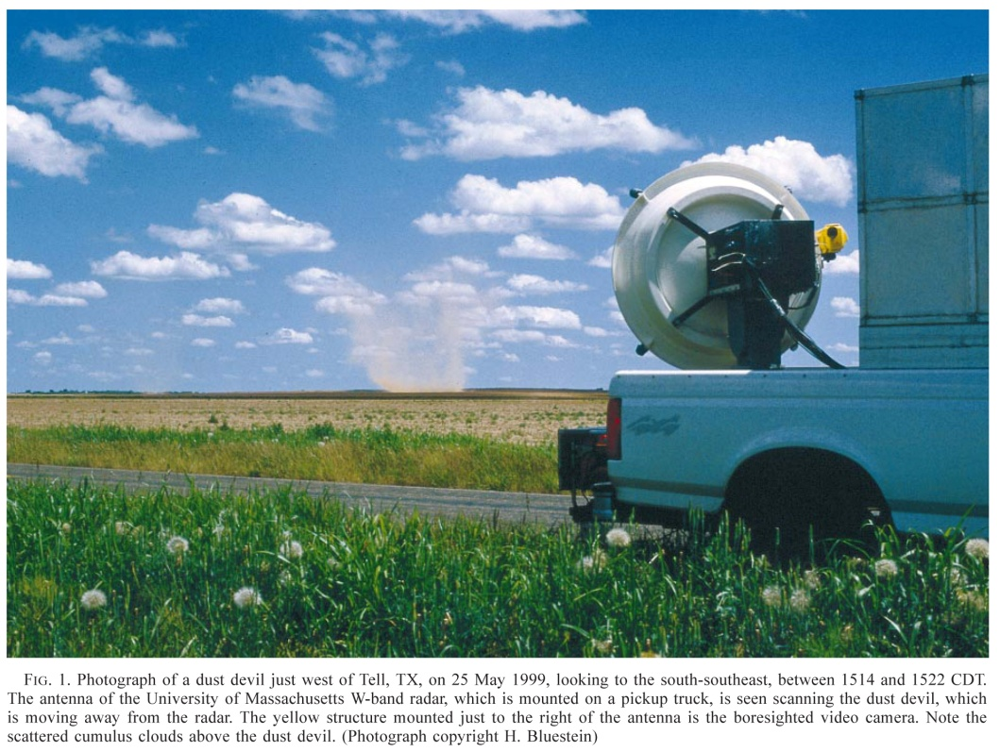 FIG. 1. Photograph of a dust devil just west of Tell, TX, on 25 May 1999, looking to the south-southeast, between 1514 and 1522 CDT.
The antenna of the University of Massachusetts W-band radar, which is mounted on a pickup truck, is seen scanning the dust devil, which
is moving away from the radar. The yellow structure mounted just to the right of the antenna is the boresighted video camera. Note the
scattered cumulus clouds above the dust devil. (Photograph copyright H. Bluestein)